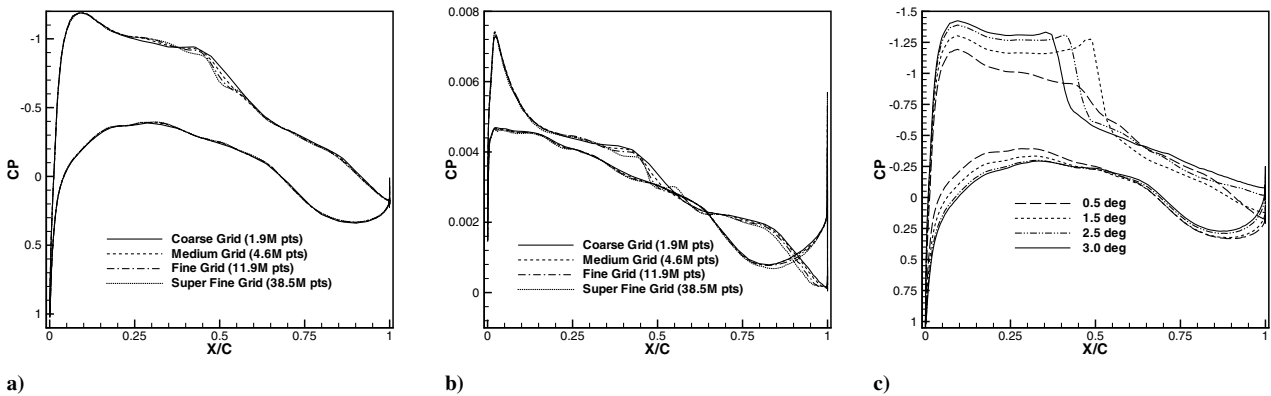 -1
-0.5
0
0.5
1
CP
0
0.25
0.5
0.75
1
X/C
Coarse Grid (1.9M pts)
Medium Grid (4.6M pts)
Fine Grid (11.9M pts)
Super Fine Grid (38.5M pts)
a)
0.008
0.006
0.004
0.002
0
CP
0
0.25
0.5
0.75
1
X/C
Coarse Grid (1.9M pts)
Medium Grid (4.6M pts)
Fine Grid (11.9M pts)
Super Fine Grid (38.5M pts)
b)
-1.5
-1.25
-1
-0.75
-0.5
-0.25
0
0.25
0.5
0.75
1
CP
0
0.25
0.5
0.75
1
X/C
0.5 deg
1.5 deg
2.5 deg
3.0 deg
c)